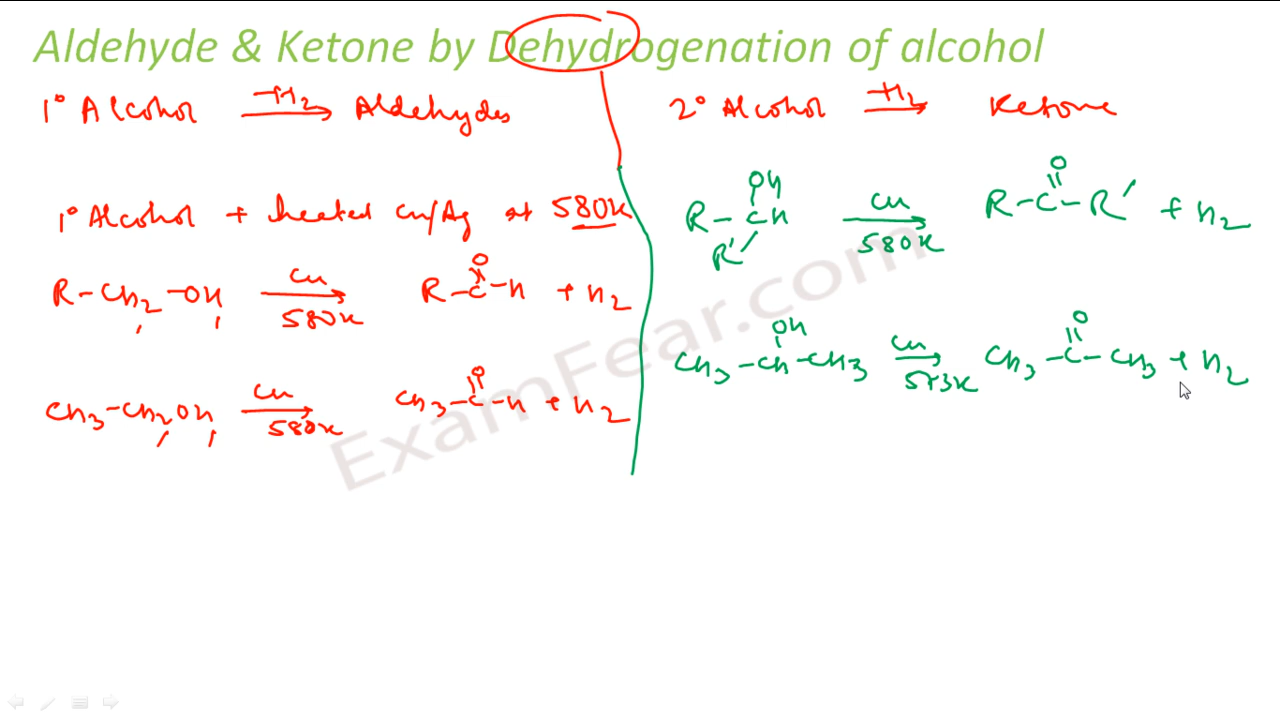 Aldehyde & Ketone by Dehydrogenation of alcohol
1° Alcohol —H₂→ Aldehydes
1° Alcohol + heated Cu/Ag at 580K
R-CH₂-OH Cu 580K → R-C(=O)-H + H₂
CH₃-CH₂OH Cu 580K → CH₃-C(=O)-H + H₂
2° Alcohol -H₂→ Ketone
R-CH(OH)R' Cu 580K → R-C(=O)-R' + H₂
CH₃-CH(OH)-CH₃ Cu 573K → CH₃-C(=O)-CH₃ + H₂
ExamFear.com